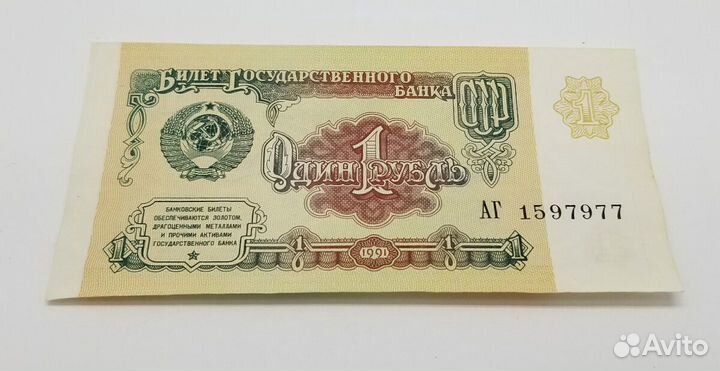 Билет Государственного
Банка СССР
1
Один 1 рубль
БАНКОВСКИЕ БИЛЕТЫ
ОБЕСПЕЧИВАЮТСЯ ЗОЛОТОМ,
ДРАГОЦЕННЫМИ МЕТАЛЛАМИ
И ПРОЧИМИ АКТИВАМИ
ГОСУДАРСТВЕННОГО БАНКА
АГ 1597977
1 1 1991 1 1
Avito